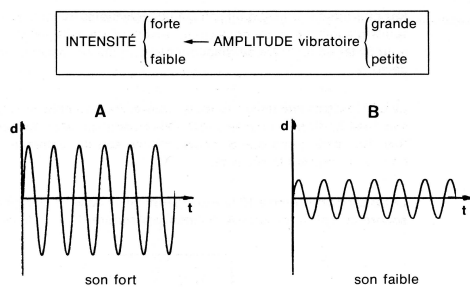 forte grande
INTENSITÉ ← AMPLITUDE vibratoire
faible petite
A B
d d
t t
son fort son faible